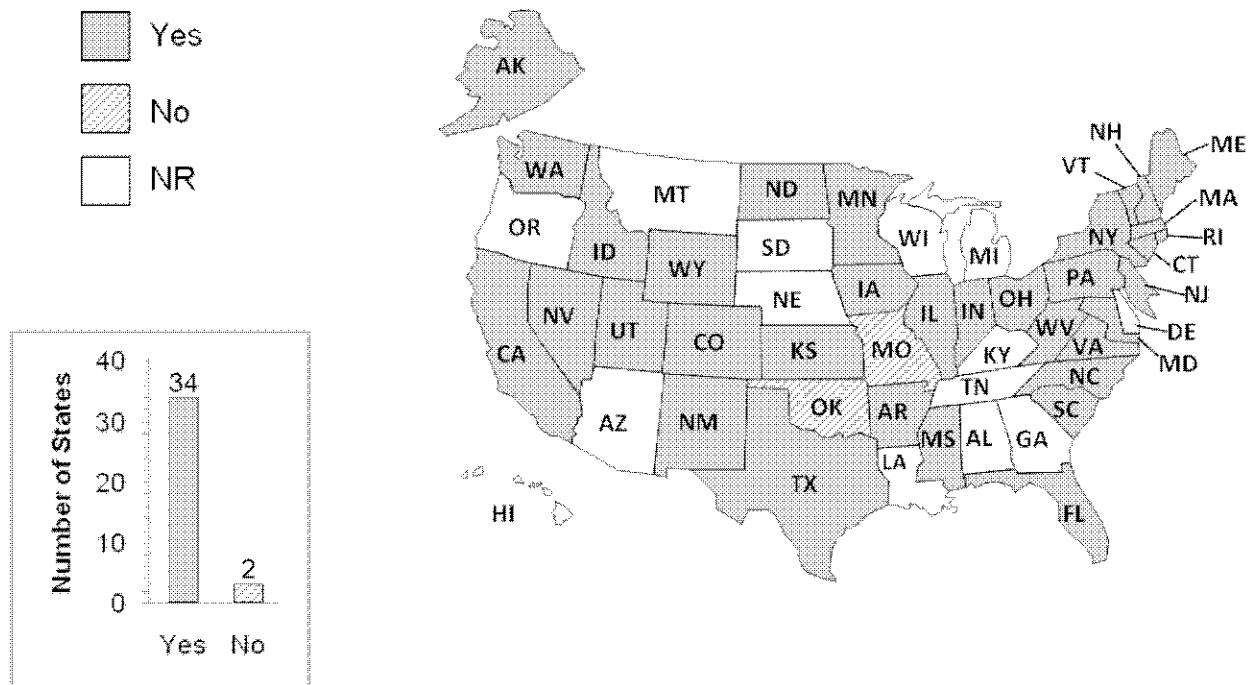 Yes
No
NR
AK
WA
MT
ND
MN
OR
ID
WY
SD
WI
MI
NH
VT
ME
MA
NY
RI
CT
NV
UT
CO
NE
IA
IL
IN
OH
PA
NJ
CA
KS
MO
KY
WV
VA
DE
MD
AZ
NM
OK
AR
TN
NC
SC
MS
AL
GA
LA
TX
FL
HI
Number of States
40
30
20
10
0
34
2
Yes No